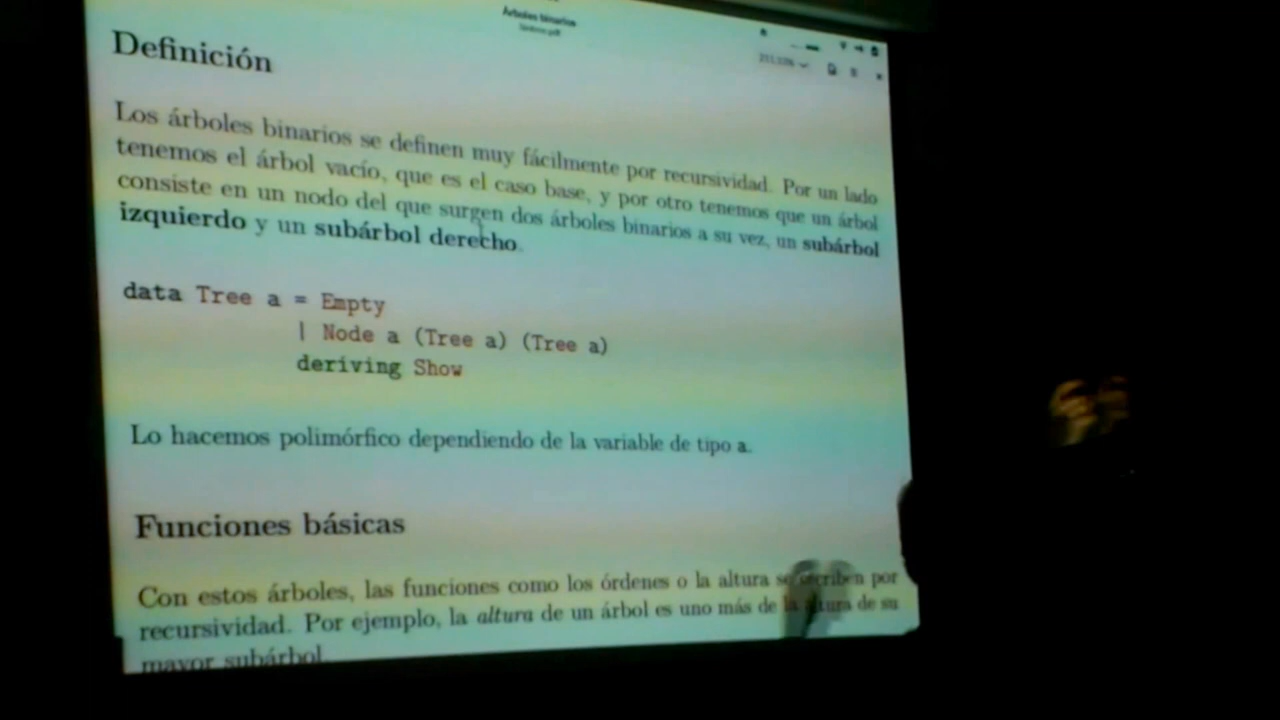 Árboles binarios
Definición
Los árboles binarios se definen muy fácilmente por recursividad. Por un lado
tenemos el árbol vacío, que es el caso base, y por otro tenemos que un árbol
consiste en un nodo del que surgen dos árboles binarios a su vez, un subárbol
izquierdo y un subárbol derecho.
data Tree a = Empty
| Node a (Tree a) (Tree a)
deriving Show
Lo hacemos polimórfico dependiendo de la variable de tipo a.
Funciones básicas
Con estos árboles, las funciones como los órdenes o la altura se escriben por
recursividad. Por ejemplo, la altura de un árbol es uno más de la altura de su
mayor subárbol.